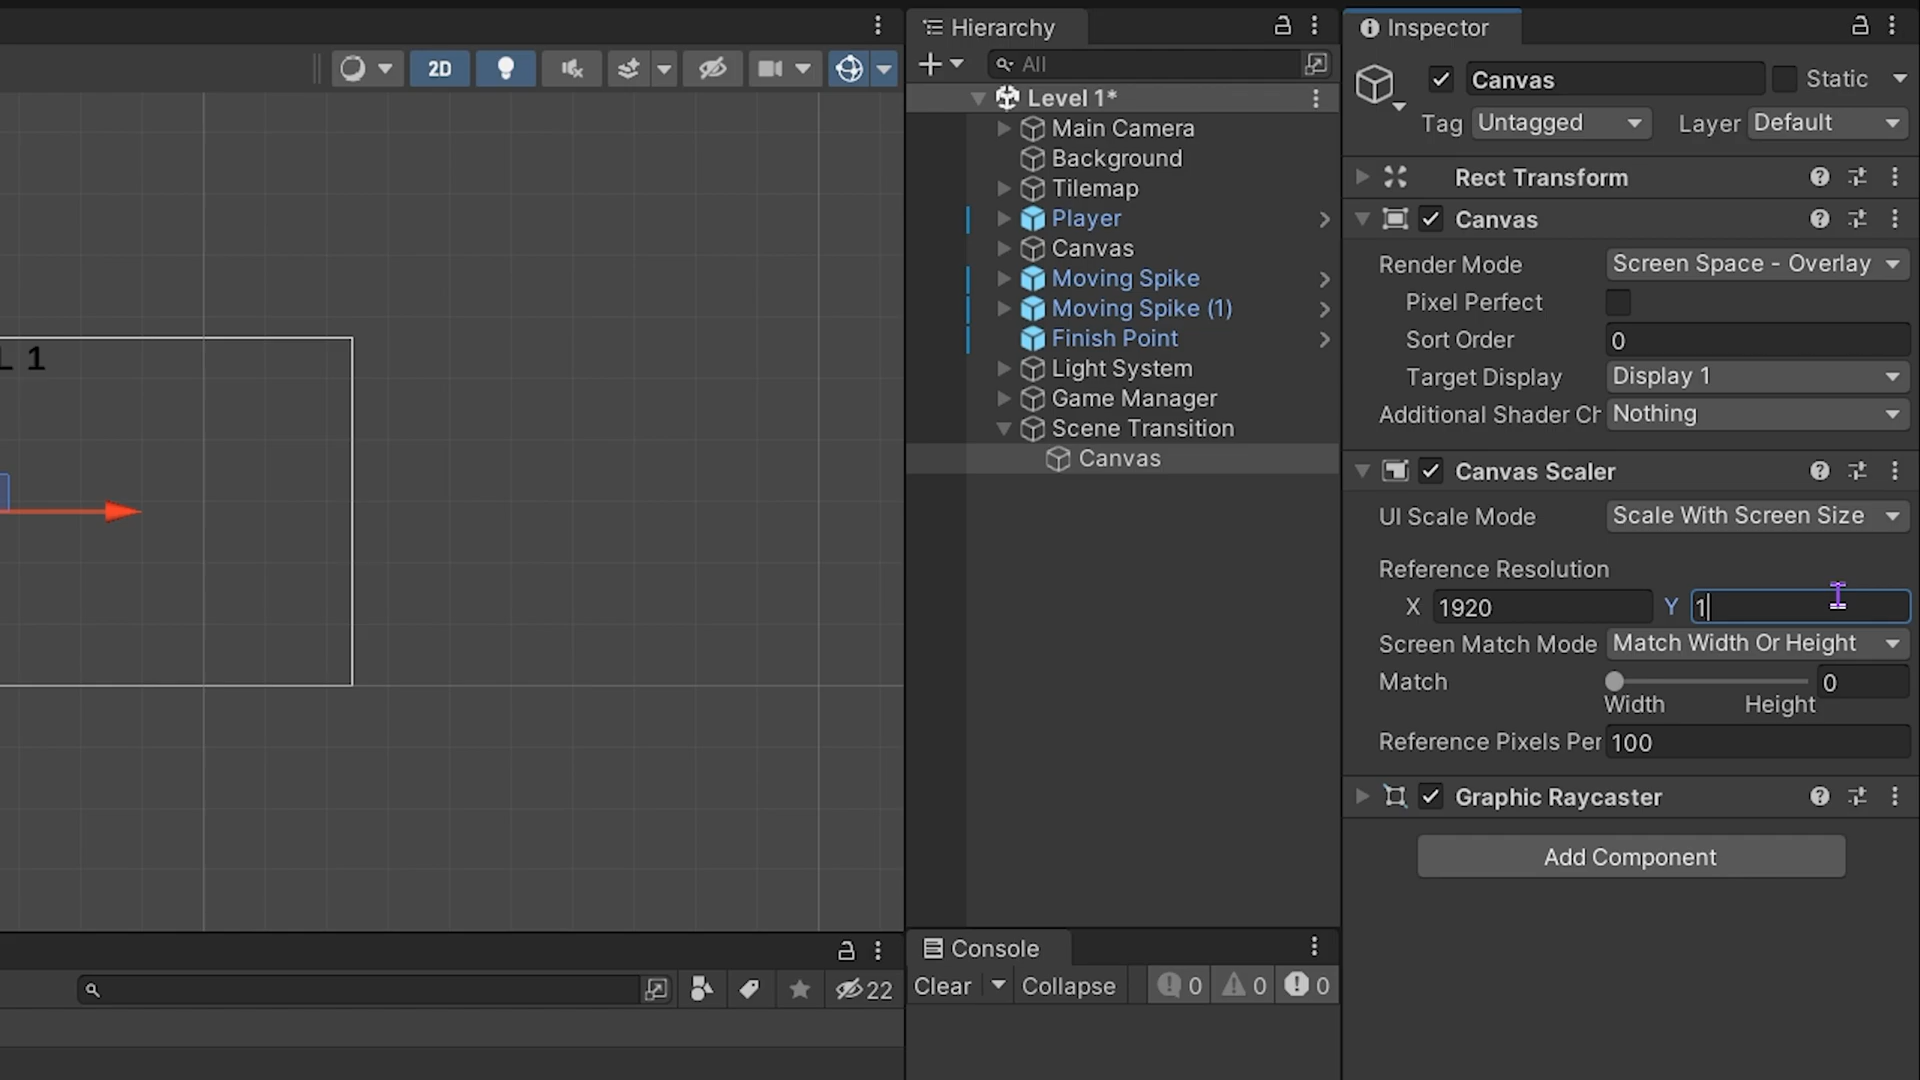 Hierarchy
Inspector
2D
All
Canvas
Static
Level 1*
Tag Untagged
Layer Default
Main Camera
Background
Tilemap
Player
Canvas
Moving Spike
Moving Spike (1)
Finish Point
Light System
Game Manager
Scene Transition
Canvas
Rect Transform
Canvas
Render Mode Screen Space - Overlay
Pixel Perfect
Sort Order 0
Target Display Display 1
Additional Shader Ch Nothing
Canvas Scaler
UI Scale Mode Scale With Screen Size
Reference Resolution
X 1920 Y 1
Screen Match Mode Match Width Or Height
Match 0
Width Height
Reference Pixels Per 100
Graphic Raycaster
Add Component
L 1
Console
Clear Collapse 0 0 0
22